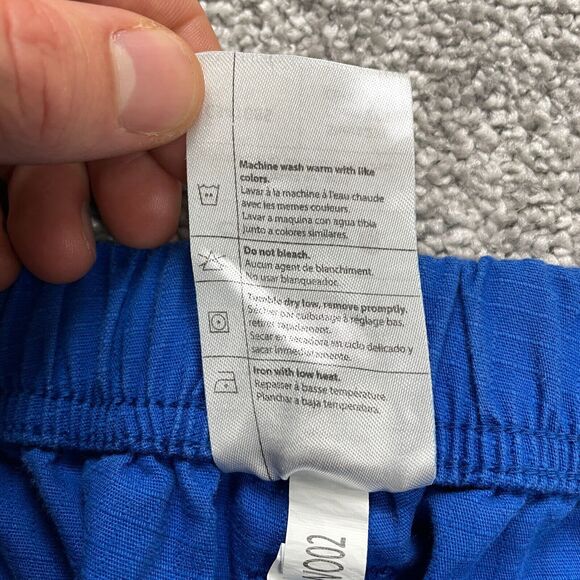 Machine wash warm with like
colors.
Lavar à la machine à l'eau chaude
avec les memes couleurs.
Lavar a maquina con agua tibia
junto a colores similares.
Do not bleach.
Aucun agent de blanchiment.
No usar blanqueador.
Tumble dry low, remove promptly.
Sécher par culbutage à réglage bas,
retirer rapidement.
Sacar en secadora en ciclo delicado y
sacar inmediatamente.
Iron with low heat.
Repasser à basse temperature.
Planchar a baja temperatura.
W002